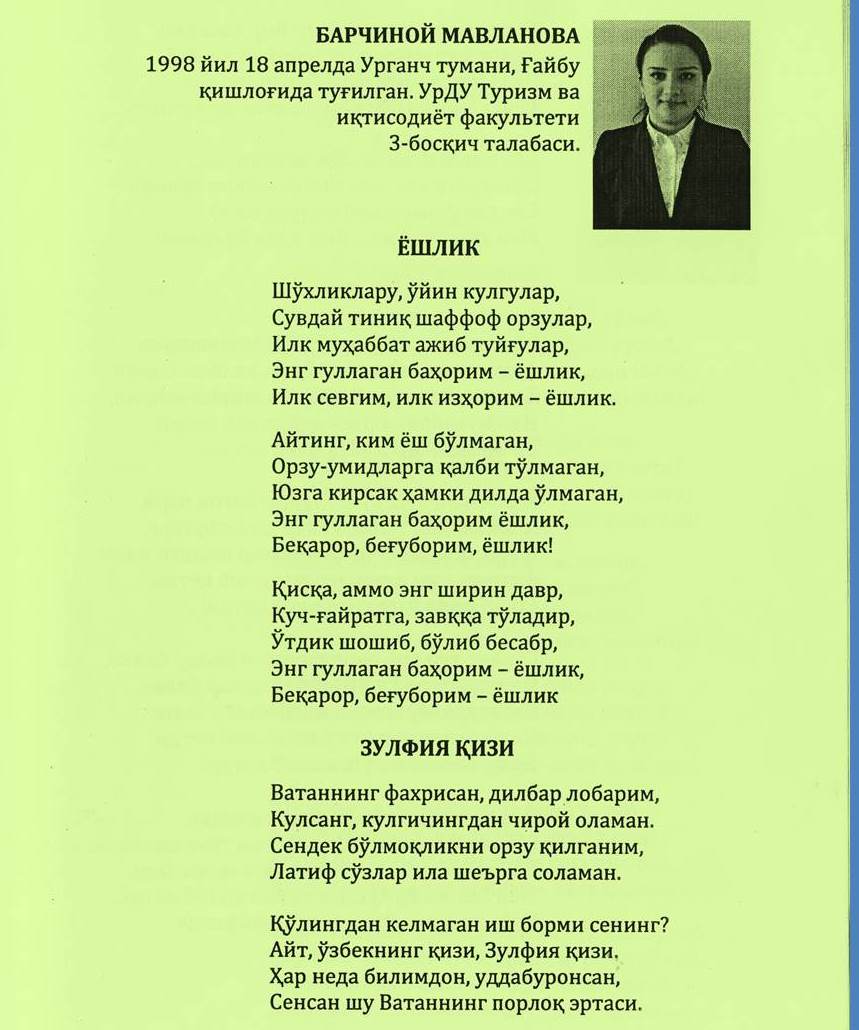 БАРЧИНОЙ МАВЛАНОВА
1998 йил 18 апрелда Урганч тумани, Ғайбу
қишлоғида туғилган. УрДУ Туризм ва
иқтисодиёт факультети
3-босқич талабаси.
ЁШЛИК
Шўхликлару, ўйин кулгулар,
Сувдай тиниқ шаффоф орзулар,
Илк муҳаббат ажиб туйғулар,
Энг гуллаган баҳорим – ёшлик,
Илк севгим, илк изҳорим – ёшлик.
Айтинг, ким ёш бўлмаган,
Орзу-умидларга қалби тўлмаган,
Юзга кирсак ҳамки дилда ўлмаган,
Энг гуллаган баҳорим ёшлик,
Беқарор, беғуборим, ёшлик!
Қисқа, аммо энг ширин давр,
Куч-ғайратга, завққа тўладир,
Ўтдик шошиб, бўлиб бесабр,
Энг гуллаган баҳорим – ёшлик,
Беқарор, беғуборим – ёшлик
ЗУЛФИЯ ҚИЗИ
Ватаннинг фахрисан, дилбар лобарим,
Кулсанг, кулгичингдан чирой оламан.
Сендек бўлмоқликни орзу қилганим,
Латиф сўзлар ила шеърга соламан.
Қўлингдан келмаган иш борми сенинг?
Айт, ўзбекнинг қизи, Зулфия қизи.
Ҳар неда билимдон, уддабуронсан,
Сенсан шу Ватаннинг порлоқ эртаси.